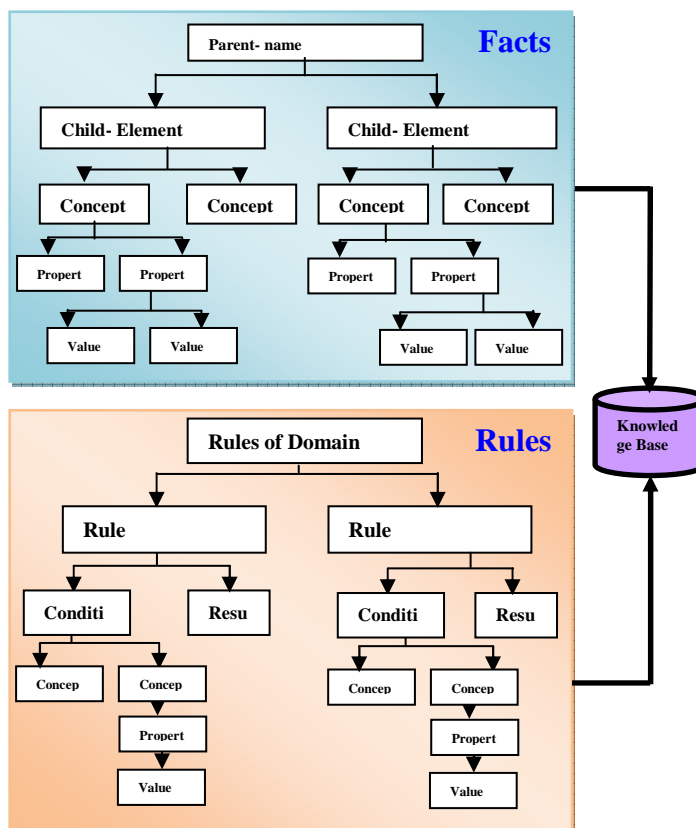 Facts
Parent- name
Child- Element
Child- Element
Concept
Concept
Concept
Concept
Propert
Propert
Propert
Propert
Value
Value
Value
Value
Knowled
ge Base
Rules
Rules of Domain
Rule
Rule
Conditi
Resu
Conditi
Resu
Concep
Concep
Concep
Concep
Propert
Propert
Value
Value